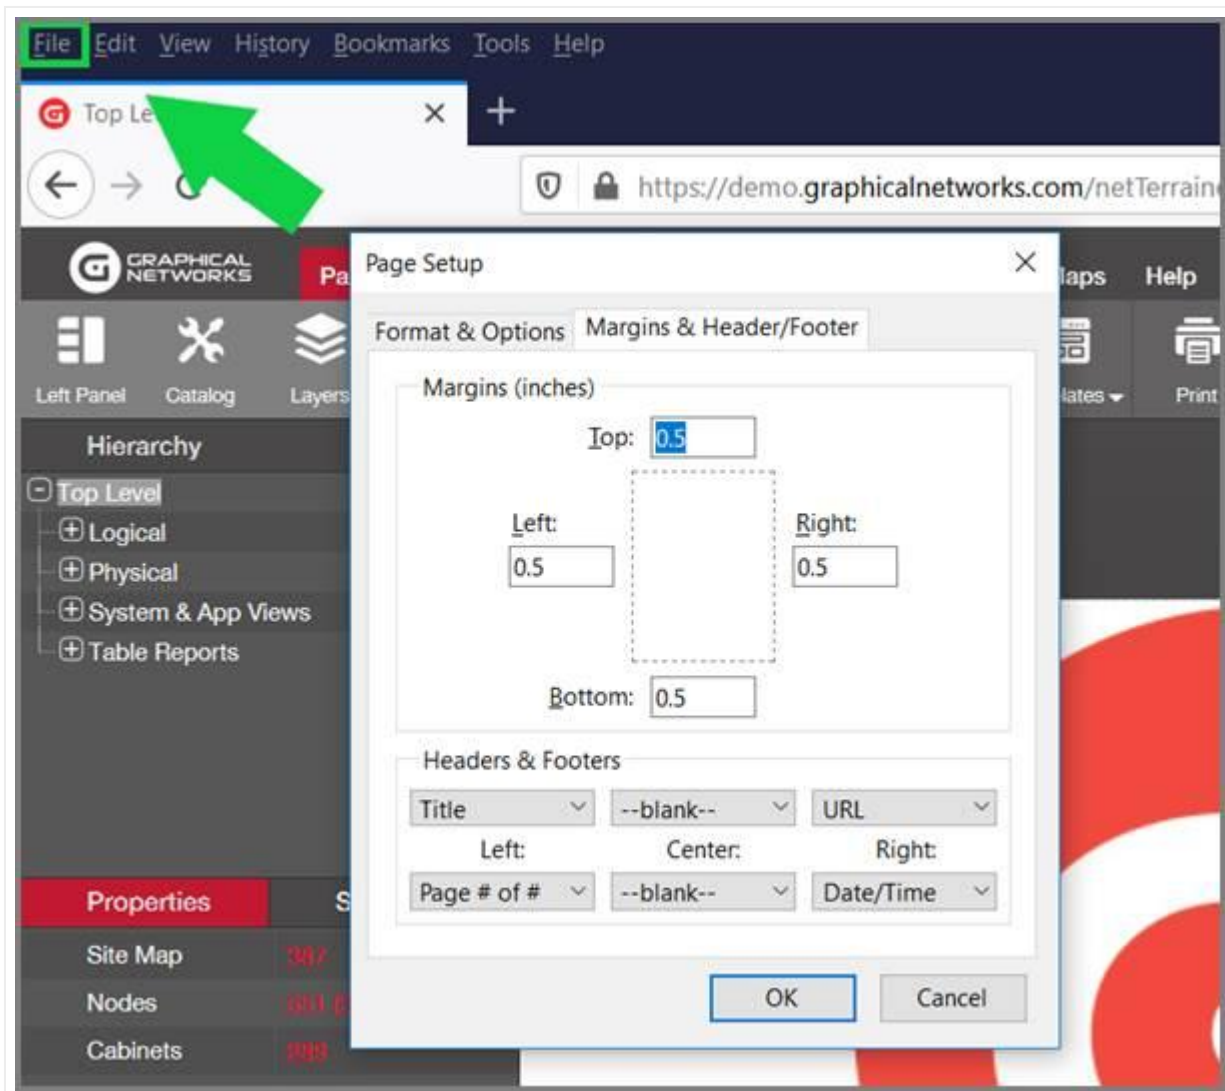 File Edit View History Bookmarks Tools Help
Top Le
https://demo.graphicalnetworks.com/netTerrain
GRAPHICAL
NETWORKS
Pa
Maps Help
Left Panel Catalog Layers
lates Print
Page Setup
Format & Options Margins & Header/Footer
Margins (inches)
Top: 0.5
Left: Right:
0.5 0.5
Bottom: 0.5
Headers & Footers
Title --blank-- URL
Left: Center: Right:
Page # of # --blank-- Date/Time
OK Cancel
Hierarchy
Top Level
Logical
Physical
System & App Views
Table Reports
Properties S
Site Map
Nodes
Cabinets